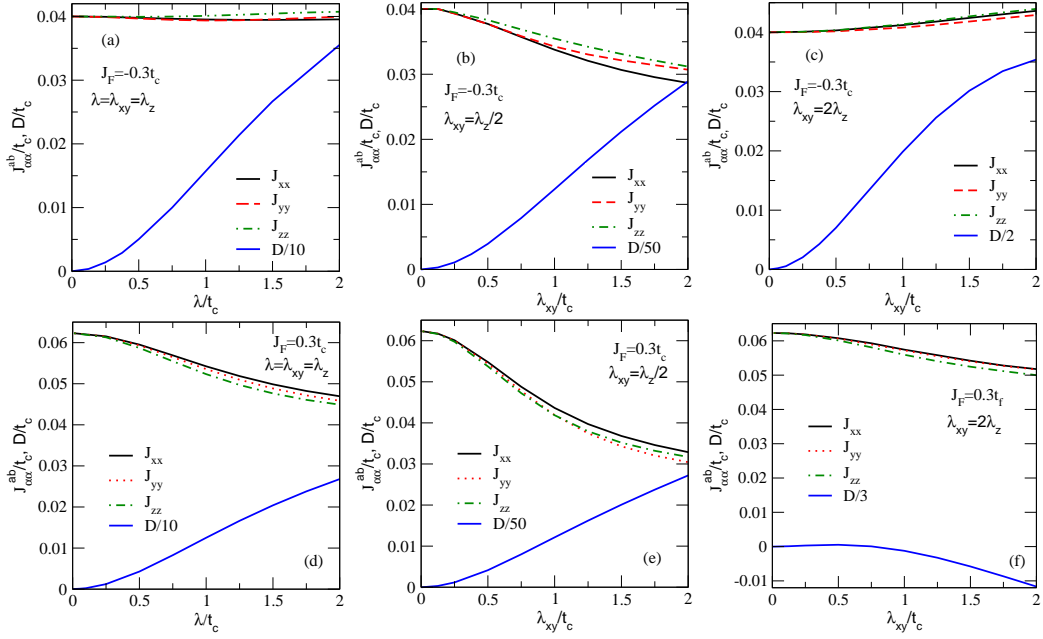 (a)
J_F=-0.3t_c
λ=λ_xy=λ_z
J_xx
J_yy
J_zz
D/10
J^ab_αα/t_c, D/t_c
0.04
0.03
0.02
0.01
0
0 0.5 1 1.5 2
λ/t_c
(b)
J_F=-0.3t_c
λ_xy=λ_z/2
J_xx
J_yy
J_zz
D/50
J^ab_αα/t_c, D/t_c
0.04
0.03
0.02
0.01
0
0 0.5 1 1.5 2
λ_xy/t_c
(c)
J_F=-0.3t_c
λ_xy=2λ_z
J_xx
J_yy
J_zz
D/2
J^ab_αα/t_c, D/t_c
0.04
0.03
0.02
0.01
0
0 0.5 1 1.5 2
λ_xy/t_c
J_F=0.3t_c
λ=λ_xy=λ_z
J_xx
J_yy
J_zz
D/10
(d)
J^ab_αα/t_c, D/t_c
0.06
0.05
0.04
0.03
0.02
0.01
0
0 0.5 1 1.5 2
λ/t_c
J_F=0.3t_c
λ_xy=λ_z/2
J_xx
J_yy
J_zz
D/50
(e)
J^ab_αα/t_c, D/t_c
0.06
0.05
0.04
0.03
0.02
0.01
0
0 0.5 1 1.5 2
λ_xy/t_c
J_F=0.3t_f
λ_xy=2λ_z
J_xx
J_yy
J_zz
D/3
(f)
J^ab_αα/t_c, D/t_c
0.06
0.05
0.04
0.03
0.02
0.01
0
-0.01
0 0.5 1 1.5 2
λ_xy/t_c